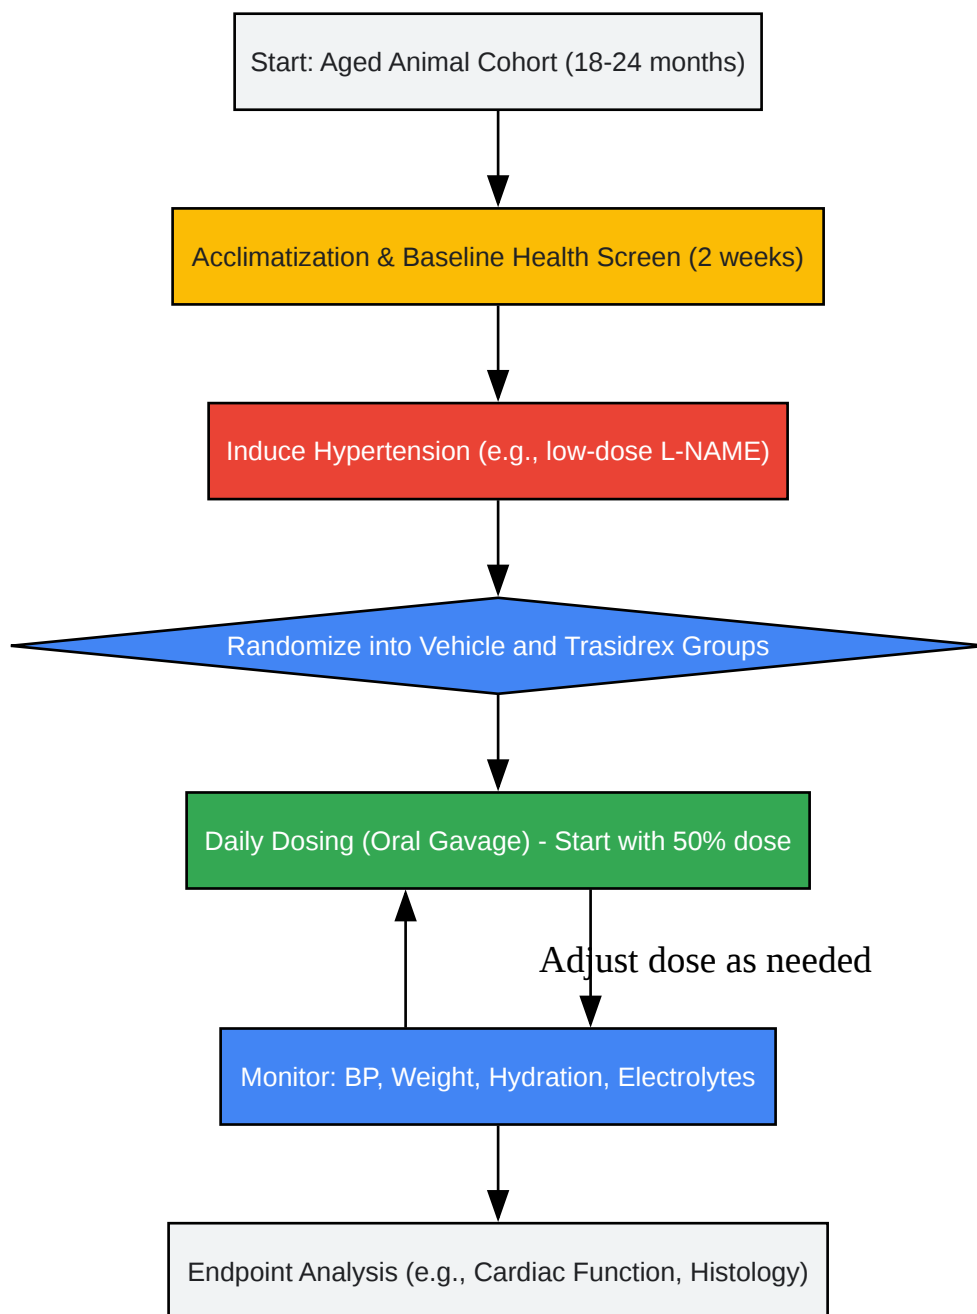 Start: Aged Animal Cohort (18-24 months)
Acclimatization & Baseline Health Screen (2 weeks)
Induce Hypertension (e.g., low-dose L-NAME)
Randomize into Vehicle and Trasidrex Groups
Daily Dosing (Oral Gavage) - Start with 50% dose
Adjust dose as needed
Monitor: BP, Weight, Hydration, Electrolytes
Endpoint Analysis (e.g., Cardiac Function, Histology)